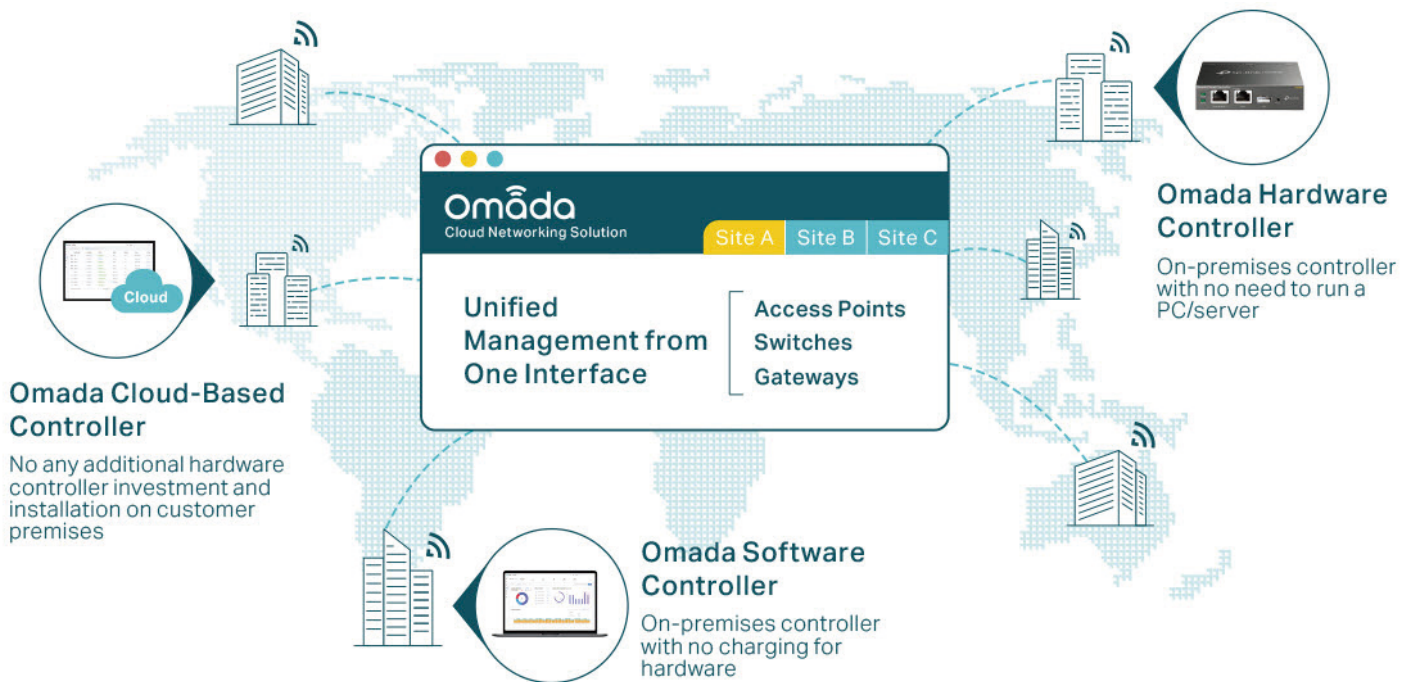 Omada
Cloud Networking Solution
Site A
Site B
Site C
Unified
Management from
One Interface
Access Points
Switches
Gateways
Omada Hardware
Controller
On-premises controller
with no need to run a
PC/server
Cloud
Omada Cloud-Based
Controller
No any additional hardware
controller investment and
installation on customer
premises
Omada Software
Controller
On-premises controller
with no charging for
hardware